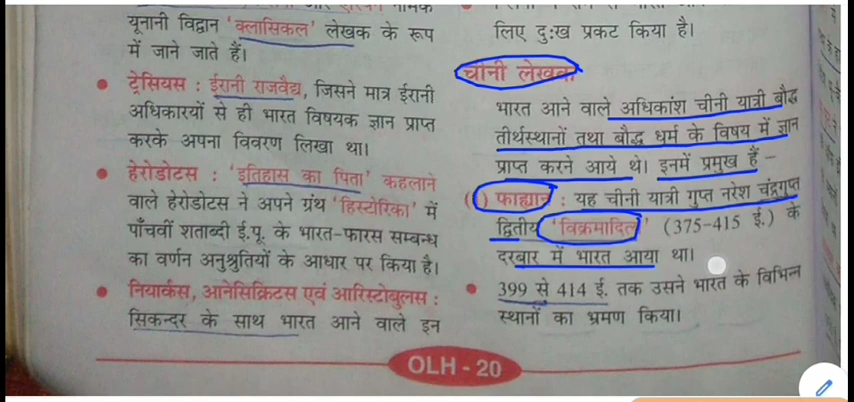 यूनानी विद्वान 'क्लासिकल' लेखक के रूप
में जाने जाते हैं।
• ट्रेसियस : ईरानी राजवैद्य, जिसने मात्र ईरानी
अधिकारयों से ही भारत विषयक ज्ञान प्राप्त
करके अपना विवरण लिखा था।
• हेरोडोटस : 'इतिहास का पिता' कहलाने
वाले हेरोडोटस ने अपने ग्रंथ 'हिस्टोरिका' में
पाँचवीं शताब्दी ई.पू. के भारत-फारस सम्बन्ध
का वर्णन अनुश्रुतियों के आधार पर किया है।
• नियार्कस, आनेसिक्रिटस एवं आरिस्टोबुलस :
सिकन्दर के साथ भारत आने वाले इन
लिए दुःख प्रकट किया है।
चीनी लेखक
भारत आने वाले अधिकांश चीनी यात्री बौद्ध
तीर्थस्थानों तथा बौद्ध धर्म के विषय में ज्ञान
प्राप्त करने आये थे। इनमें प्रमुख हैं –
फाह्यान : यह चीनी यात्री गुप्त नरेश चंद्रगुप्त
द्वितीय 'विक्रमादित्य' (375-415 ई.) के
दरबार में भारत आया था।
• 399 से 414 ई. तक उसने भारत के विभिन्न
स्थानों का भ्रमण किया।
OLH - 20